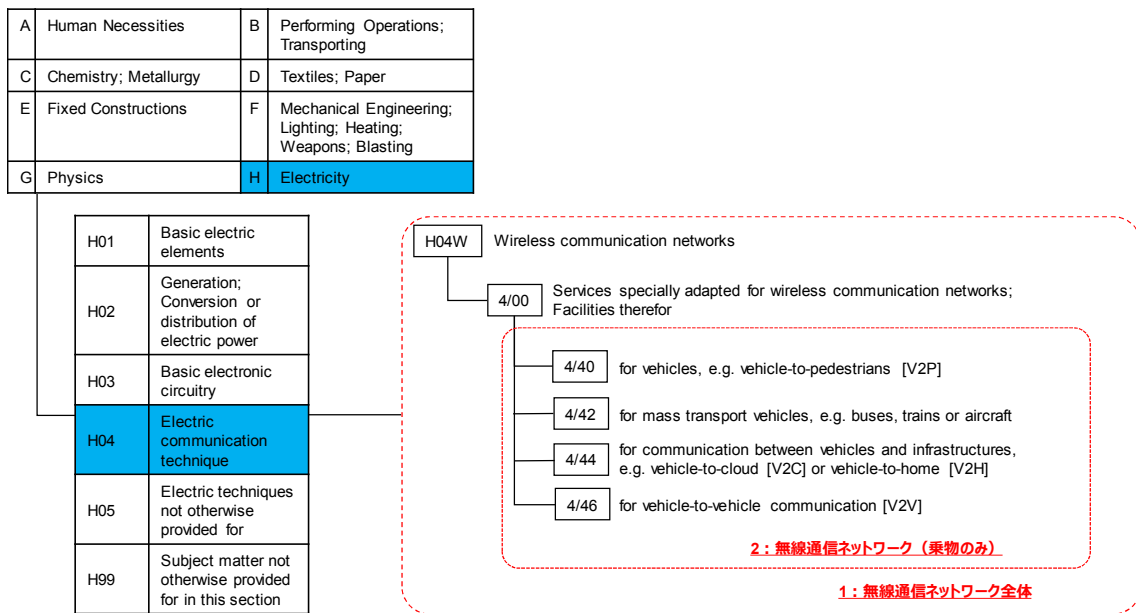 A Human Necessities B Performing Operations;
Transporting
C Chemistry; Metallurgy D Textiles; Paper
E Fixed Constructions F Mechanical Engineering;
Lighting; Heating;
Weapons; Blasting
G Physics H Electricity
H01 Basic electric
elements
H02 Generation;
Conversion or
distribution of
electric power
H03 Basic electronic
circuitry
H04 Electric
communication
technique
H05 Electric techniques
not otherwise
provided for
H99 Subject matter not
otherwise provided
for in this section
H04W Wireless communication networks
4/00 Services specially adapted for wireless communication networks;
Facilities therefor
4/40 for vehicles, e.g. vehicle-to-pedestrians [V2P]
4/42 for mass transport vehicles, e.g. buses, trains or aircraft
4/44 for communication between vehicles and infrastructures,
e.g. vehicle-to-cloud [V2C] or vehicle-to-home [V2H]
4/46 for vehicle-to-vehicle communication [V2V]
2：無線通信ネットワーク（乗物のみ）
1：無線通信ネットワーク全体